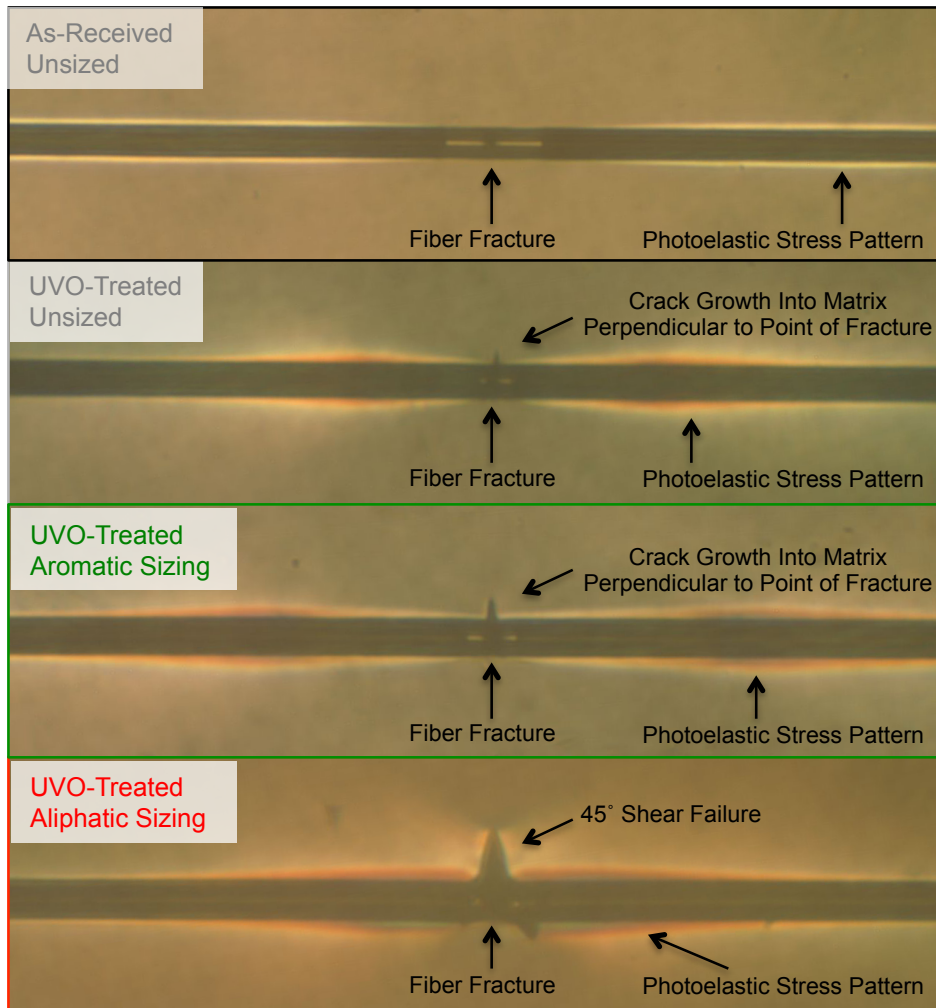 As-Received
Unsized
Fiber Fracture
Photoelastic Stress Pattern
UVO-Treated
Unsized
Crack Growth Into Matrix
Perpendicular to Point of Fracture
Fiber Fracture
Photoelastic Stress Pattern
UVO-Treated
Aromatic Sizing
Crack Growth Into Matrix
Perpendicular to Point of Fracture
Fiber Fracture
Photoelastic Stress Pattern
UVO-Treated
Aliphatic Sizing
45˚ Shear Failure
Fiber Fracture
Photoelastic Stress Pattern